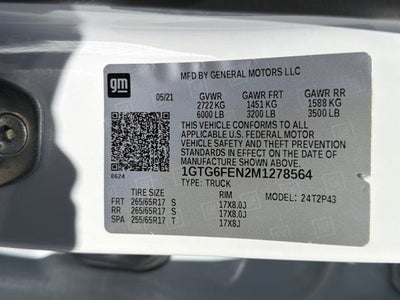 gm
MFD BY GENERAL MOTORS LLC
05/21 GVWR GAWR FRT GAWR RR
2722 KG 1451 KG 1588 KG
6000 LB 3200 LB 3500 LB
THIS VEHICLE CONFORMS TO ALL
APPLICABLE U.S. FEDERAL MOTOR
VEHICLE SAFETY AND THEFT PREVENTION
STANDARDS IN EFFECT ON THE DATE OF
MANUFACTURE SHOWN ABOVE.
8624 1GTG6FEN2M1278564
TYPE: TRUCK
TIRE SIZE RIM MODEL: 24T2P43
FRT 265/65R17 S 17X8.0J
RR 265/65R17 S 17X8.0J
SPA 255/65R17 T 17X8J